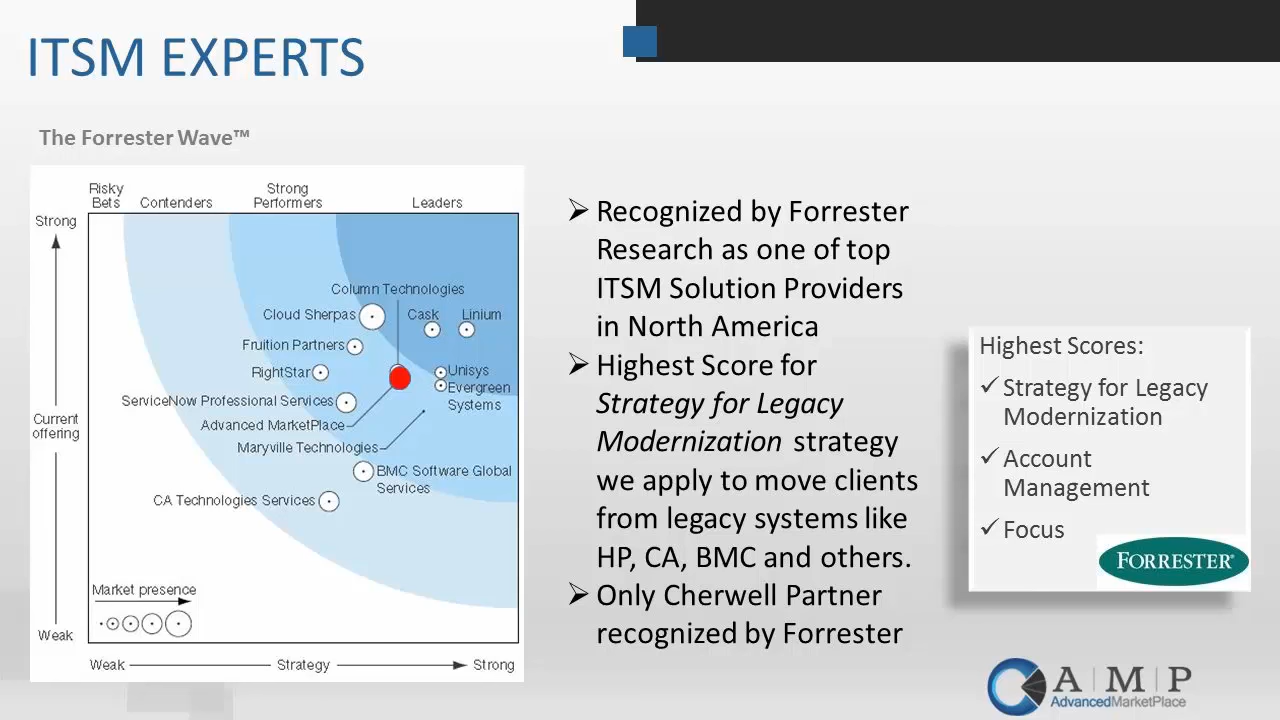 ITSM EXPERTS
The Forrester Wave™
Risky
Bets
Contenders
Strong
Performers
Leaders
Strong
Column Technologies
Cloud Sherpas
Cask
Linium
Fruition Partners
RightStar
Unisys
Evergreen
Systems
ServiceNow Professional Services
Current
offering
Advanced MarketPlace
Maryville Technologies
BMC Software Global
Services
CA Technologies Services
Market presence
Weak
Weak
Strategy
Strong
➢ Recognized by Forrester
Research as one of top
ITSM Solution Providers
in North America
➢ Highest Score for
Strategy for Legacy
Modernization strategy
we apply to move clients
from legacy systems like
HP, CA, BMC and others.
➢ Only Cherwell Partner
recognized by Forrester
Highest Scores:
✓ Strategy for Legacy
Modernization
✓ Account
Management
✓ Focus
FORRESTER®
A | M | P
AdvancedMarketPlace